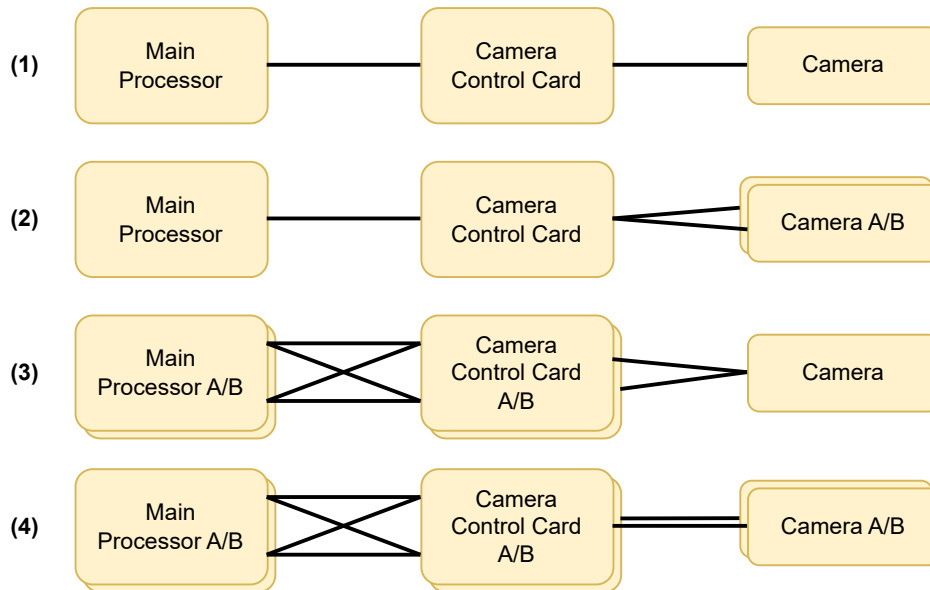 (1)
Main
Processor
Camera
Control Card
Camera
(2)
Main
Processor
Camera
Control Card
Camera A/B
(3)
Main
Processor A/B
Camera
Control Card
A/B
Camera
(4)
Main
Processor A/B
Camera
Control Card
A/B
Camera A/B